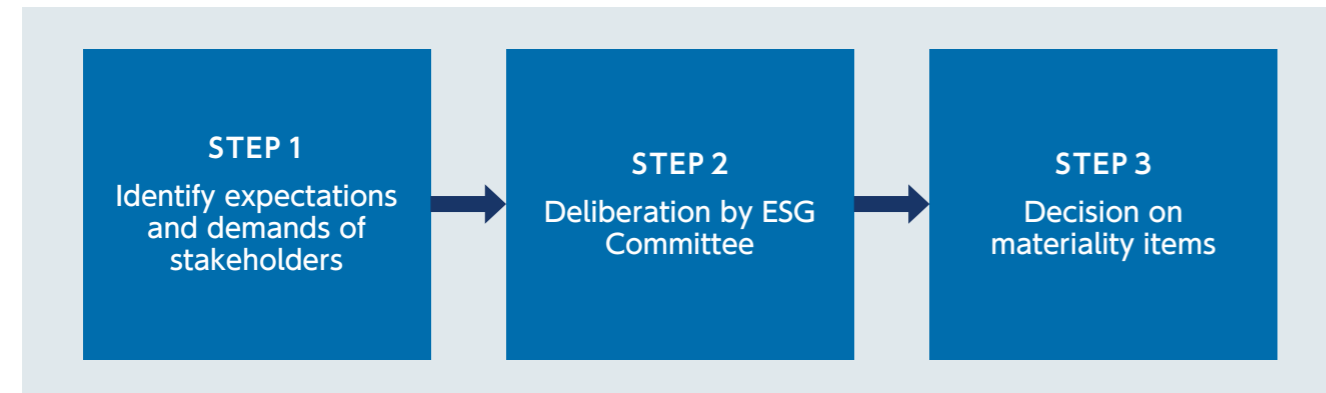 STEP 1
Identify expectations
and demands of
stakeholders
STEP 2
Deliberation by ESG
Committee
STEP 3
Decision on
materiality items